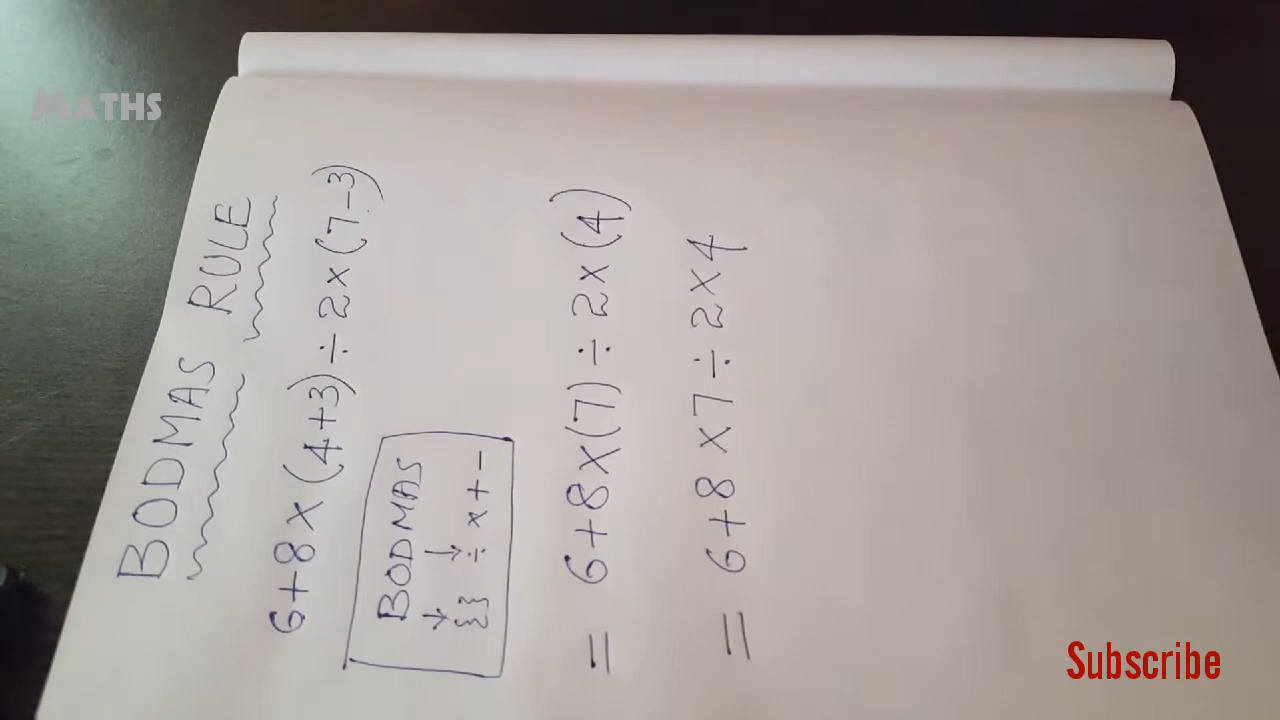 MATHS
BODMAS RULE
6+8×(4+3)÷2×(7-3)
BODMAS
↓ ↓
{} ÷ × + -
= 6+8×(7)÷2×(4)
= 6+8×7÷2×4
Subscribe